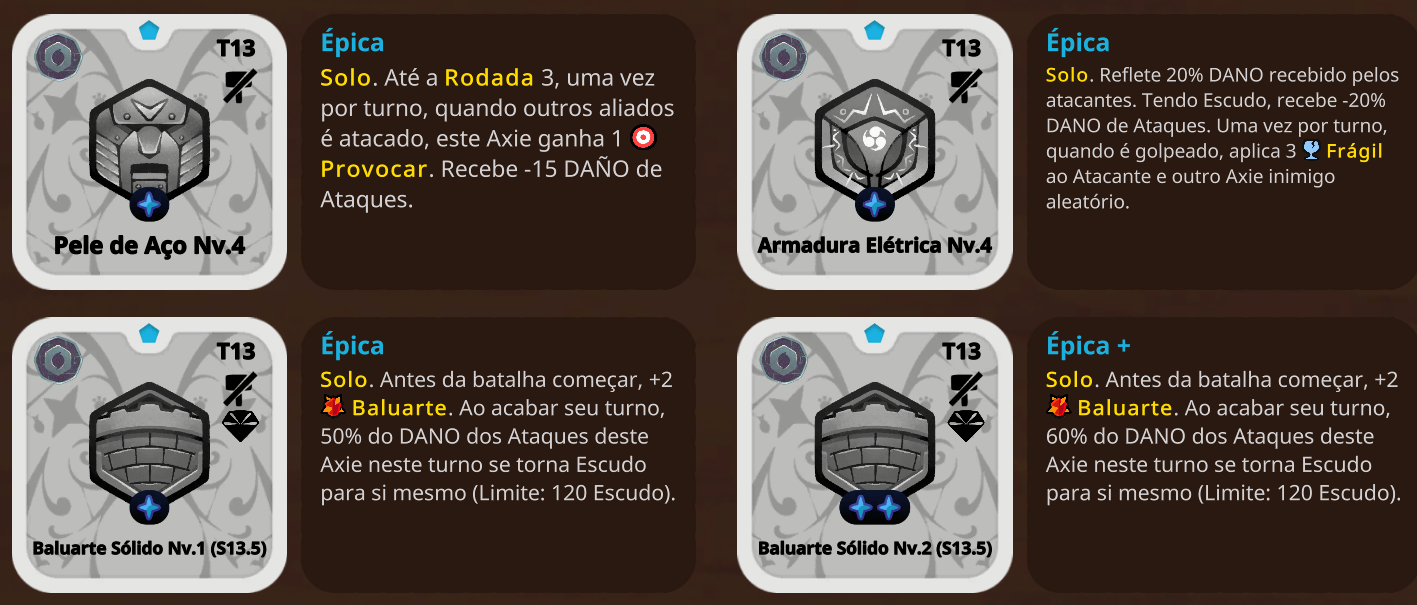 T13
Pele de Aço Nv.4
Épica
Solo. Até a Rodada 3, uma vez
por turno, quando outros aliados
é atacado, este Axie ganha 1
Provocar. Recebe -15 DAÑO de
Ataques.
T13
Armadura Elétrica Nv.4
Épica
Solo. Reflete 20% DANO recebido pelos
atacantes. Tendo Escudo, recebe -20%
DANO de Ataques. Uma vez por turno,
quando é golpeado, aplica 3 Frágil
ao Atacante e outro Axie inimigo
aleatório.
T13
Baluarte Sólido Nv.1 (S13.5)
Épica
Solo. Antes da batalha começar, +2
Baluarte. Ao acabar seu turno,
50% do DANO dos Ataques deste
Axie neste turno se torna Escudo
para si mesmo (Limite: 120 Escudo).
T13
Baluarte Sólido Nv.2 (S13.5)
Épica +
Solo. Antes da batalha começar, +2
Baluarte. Ao acabar seu turno,
60% do DANO dos Ataques deste
Axie neste turno se torna Escudo
para si mesmo (Limite: 120 Escudo).